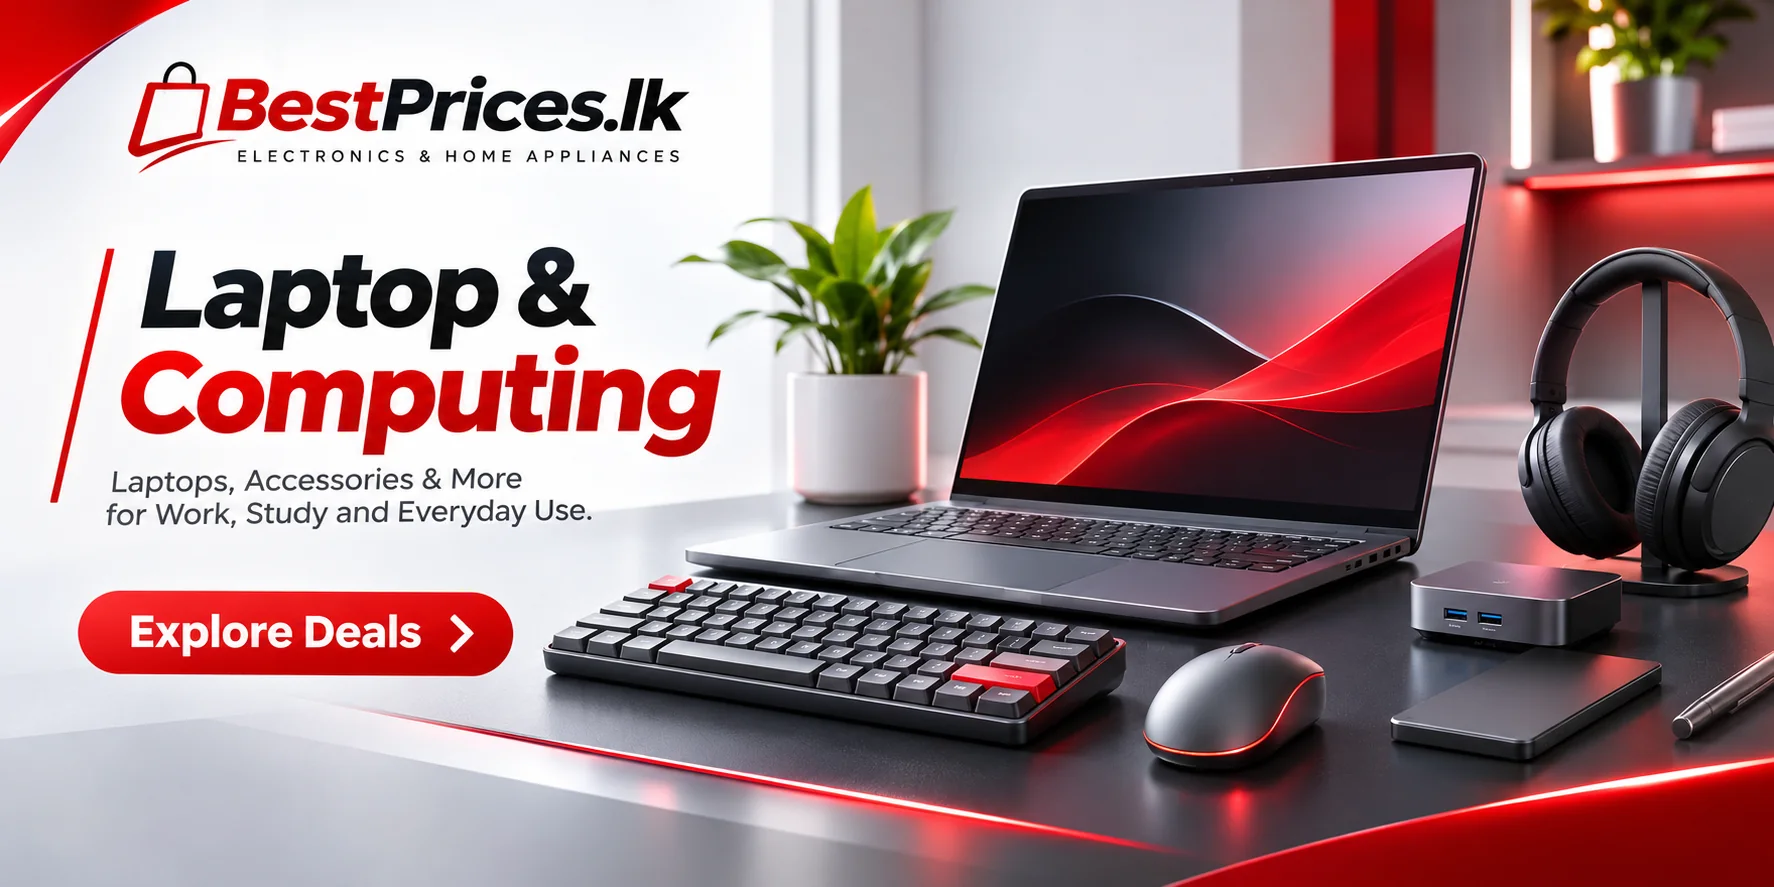 BestPrices.lk
ELECTRONICS & HOME APPLIANCES
Laptop &
Computing
Laptops, Accessories & More
for Work, Study and Everyday Use.
Explore Deals